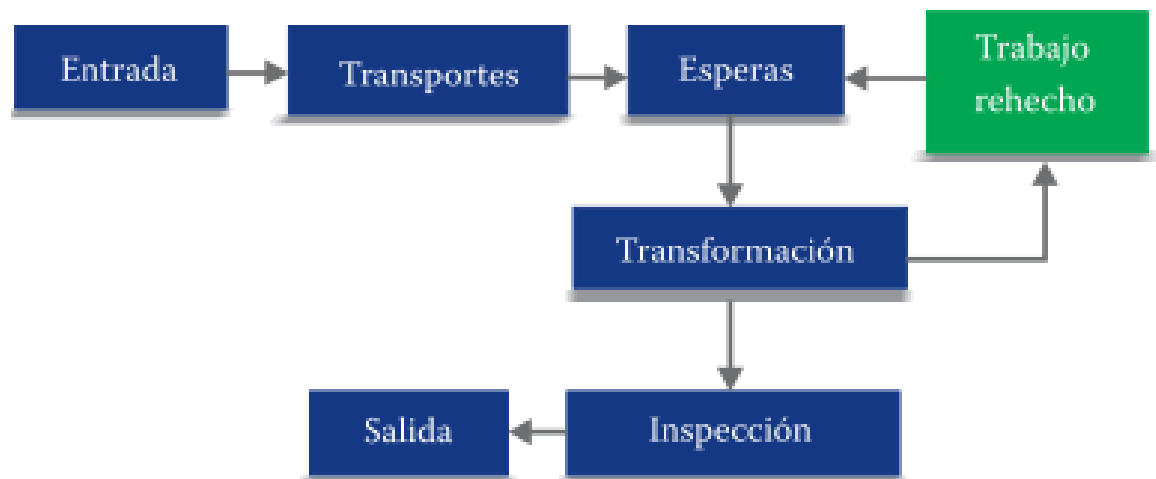 Entrada
Transportes
Esperas
Trabajo
rehecho
Transformación
Salida
Inspección